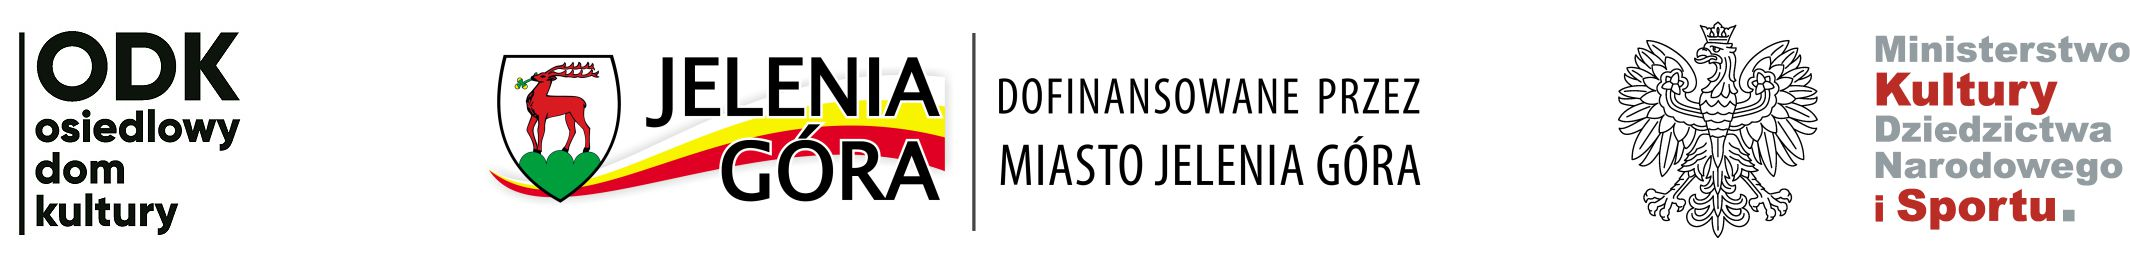 ODK
osiedlowy
dom
kultury
JELENIA
GÓRA
DOFINANSOWANE PRZEZ
MIASTO JELENIA GÓRA
Ministerstwo
Kultury
Dziedzictwa
Narodowego
i Sportu.